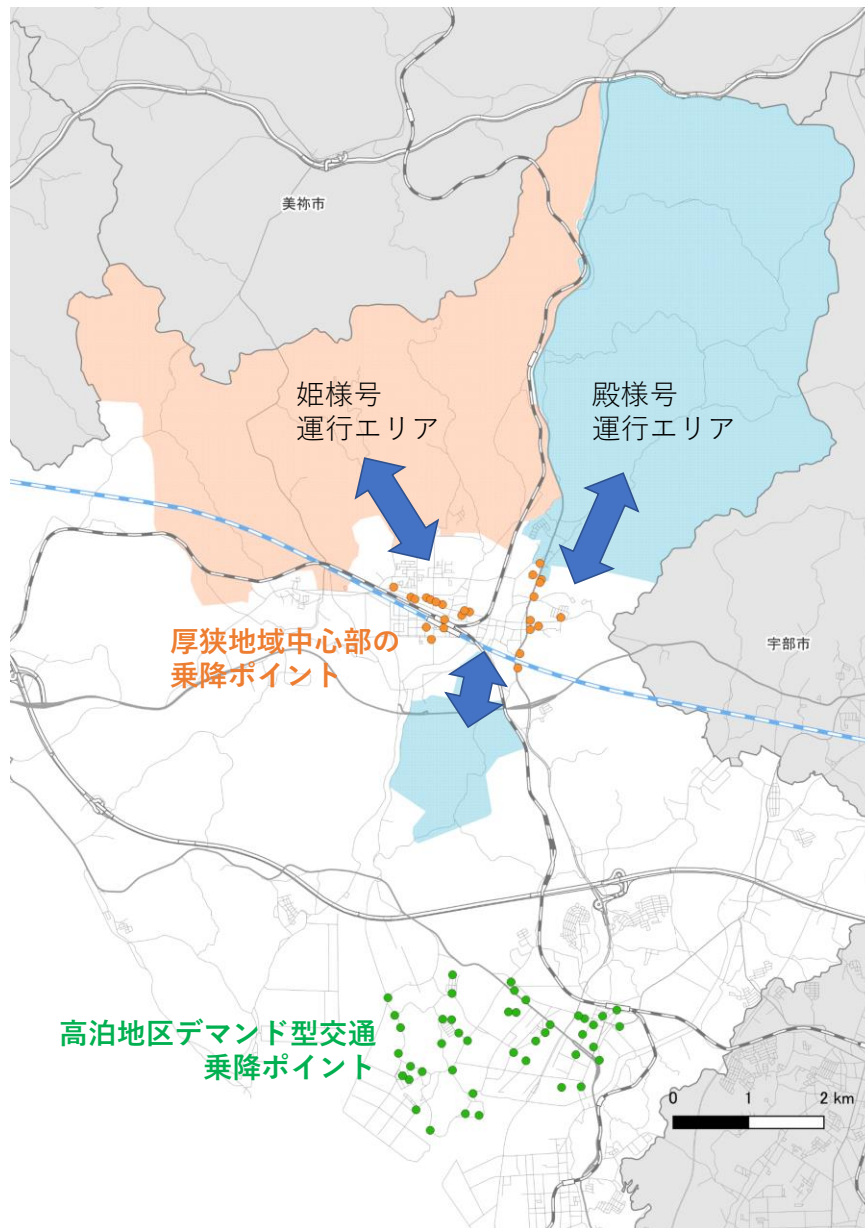 美祢市
姫様号
運行エリア
殿様号
運行エリア
厚狭地域中心部の
乗降ポイント
宇部市
高泊地区デマンド型交通
乗降ポイント
0 1 2 km